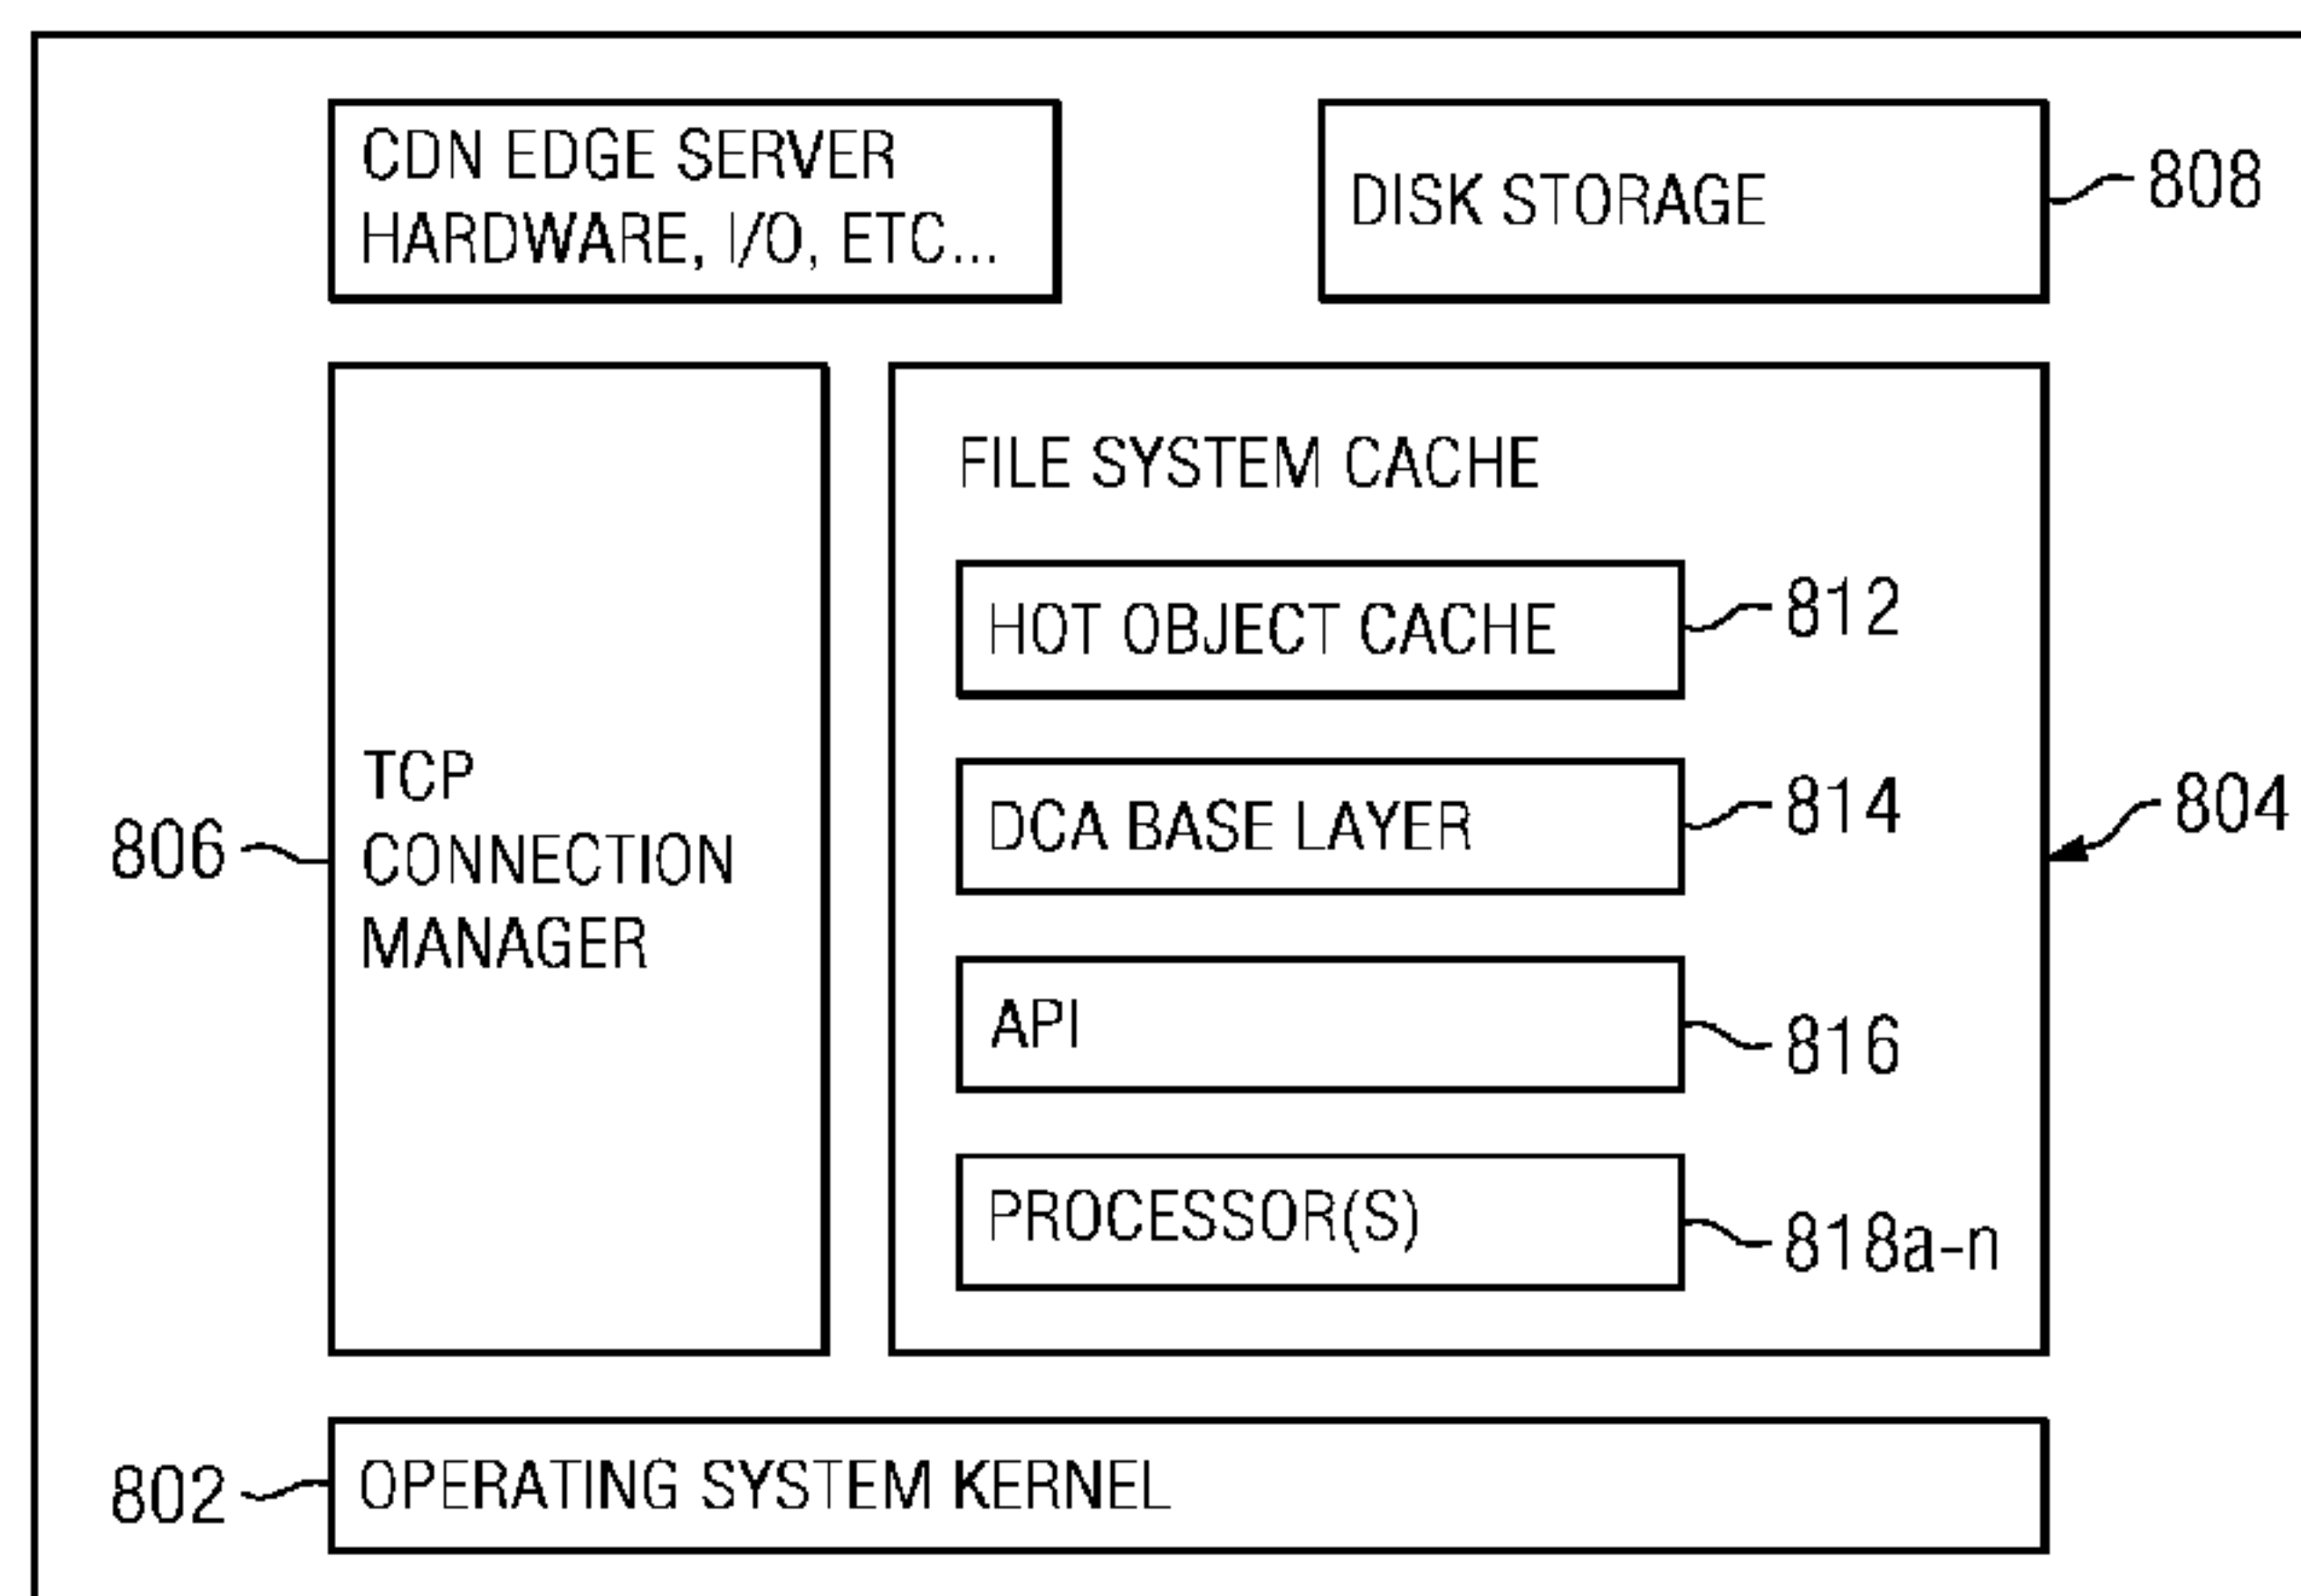 CDN EDGE SERVER
HARDWARE, I/O, ETC...
DISK STORAGE
808
FILE SYSTEM CACHE
HOT OBJECT CACHE
812
TCP
CONNECTION
MANAGER
806
DCA BASE LAYER
814
804
API
816
PROCESSOR(S)
818a-n
802
OPERATING SYSTEM KERNEL